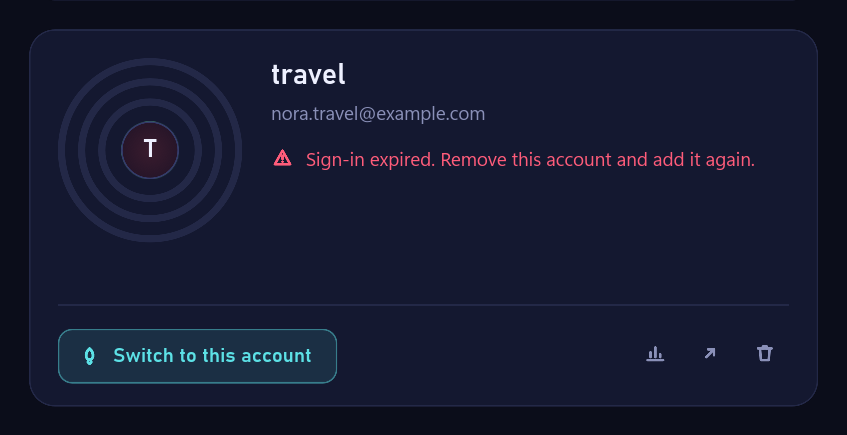 travel
nora.travel@example.com
T
Sign-in expired. Remove this account and add it again.
Switch to this account